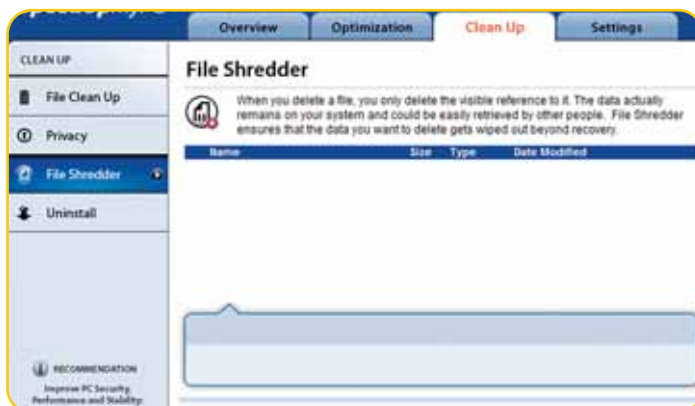 Overview Optimization Clean Up Settings
CLEAN UP
File Clean Up
Privacy
File Shredder
Uninstall
RECOMMENDATION
Improve PC Security,
Performance and Stability:
File Shredder
When you delete a file, you only delete the visible reference to it. The data actually
remains on your system and could be easily retrieved by other people. File Shredder
ensures that the data you want to delete gets wiped out beyond recovery.
Name Size Type Date Modified